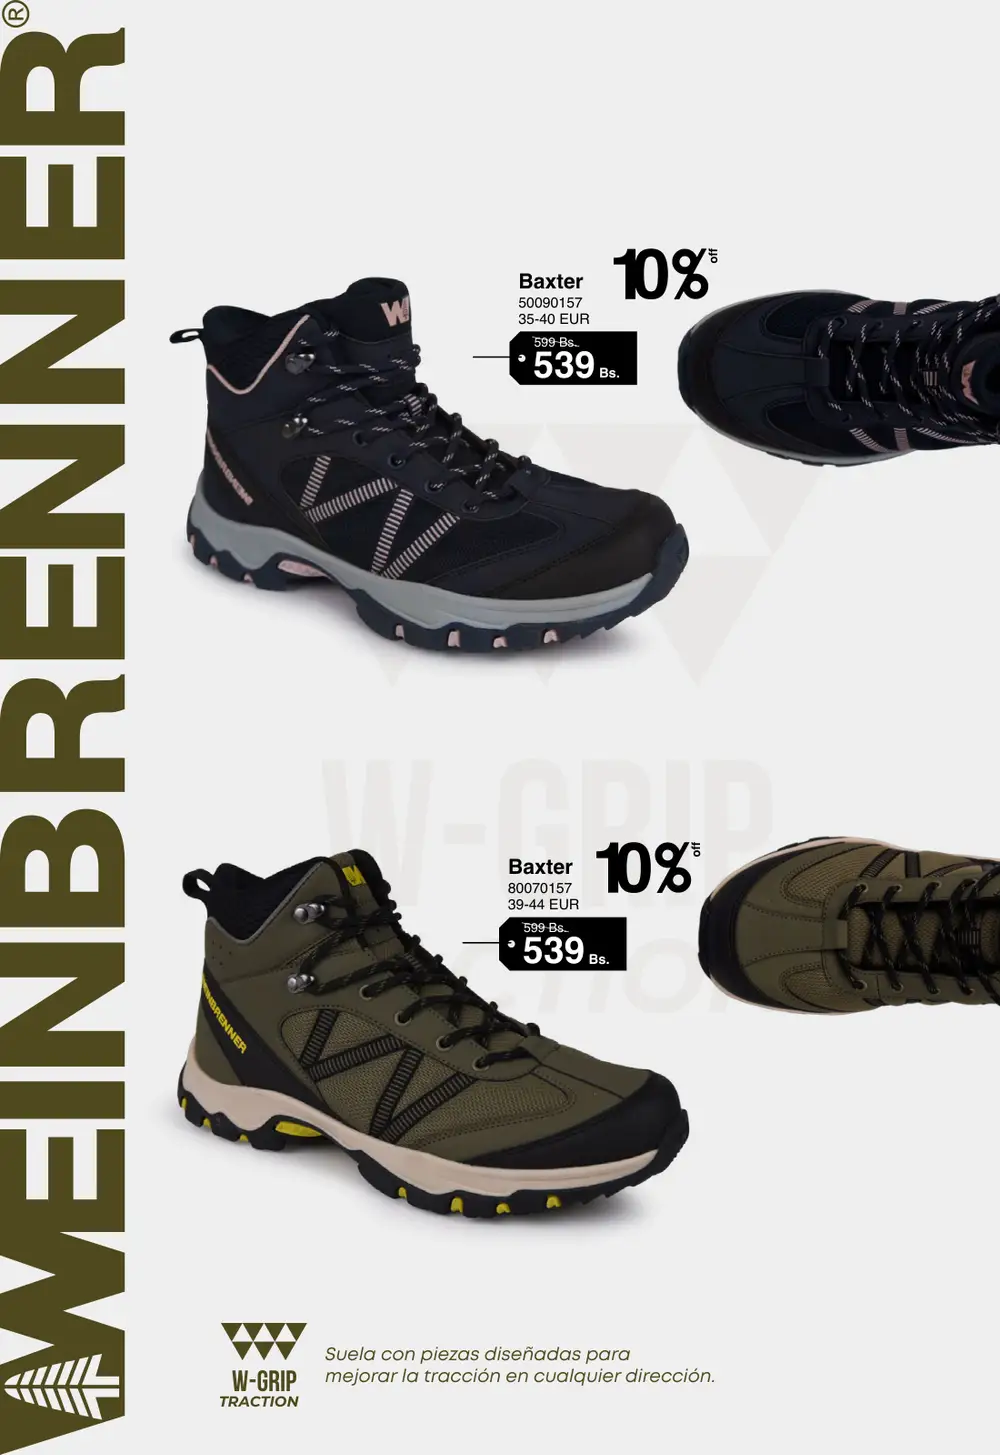 WEINBRENNER®
Baxter
50090157
35-40 EUR
10% off
599 Bs.
539 Bs.
W-GRIP
Baxter
80070157
39-44 EUR
10% off
599 Bs.
539 Bs.
WEINBRENNER
W-GRIP
TRACTION
Suela con piezas diseñadas para
mejorar la tracción en cualquier dirección.